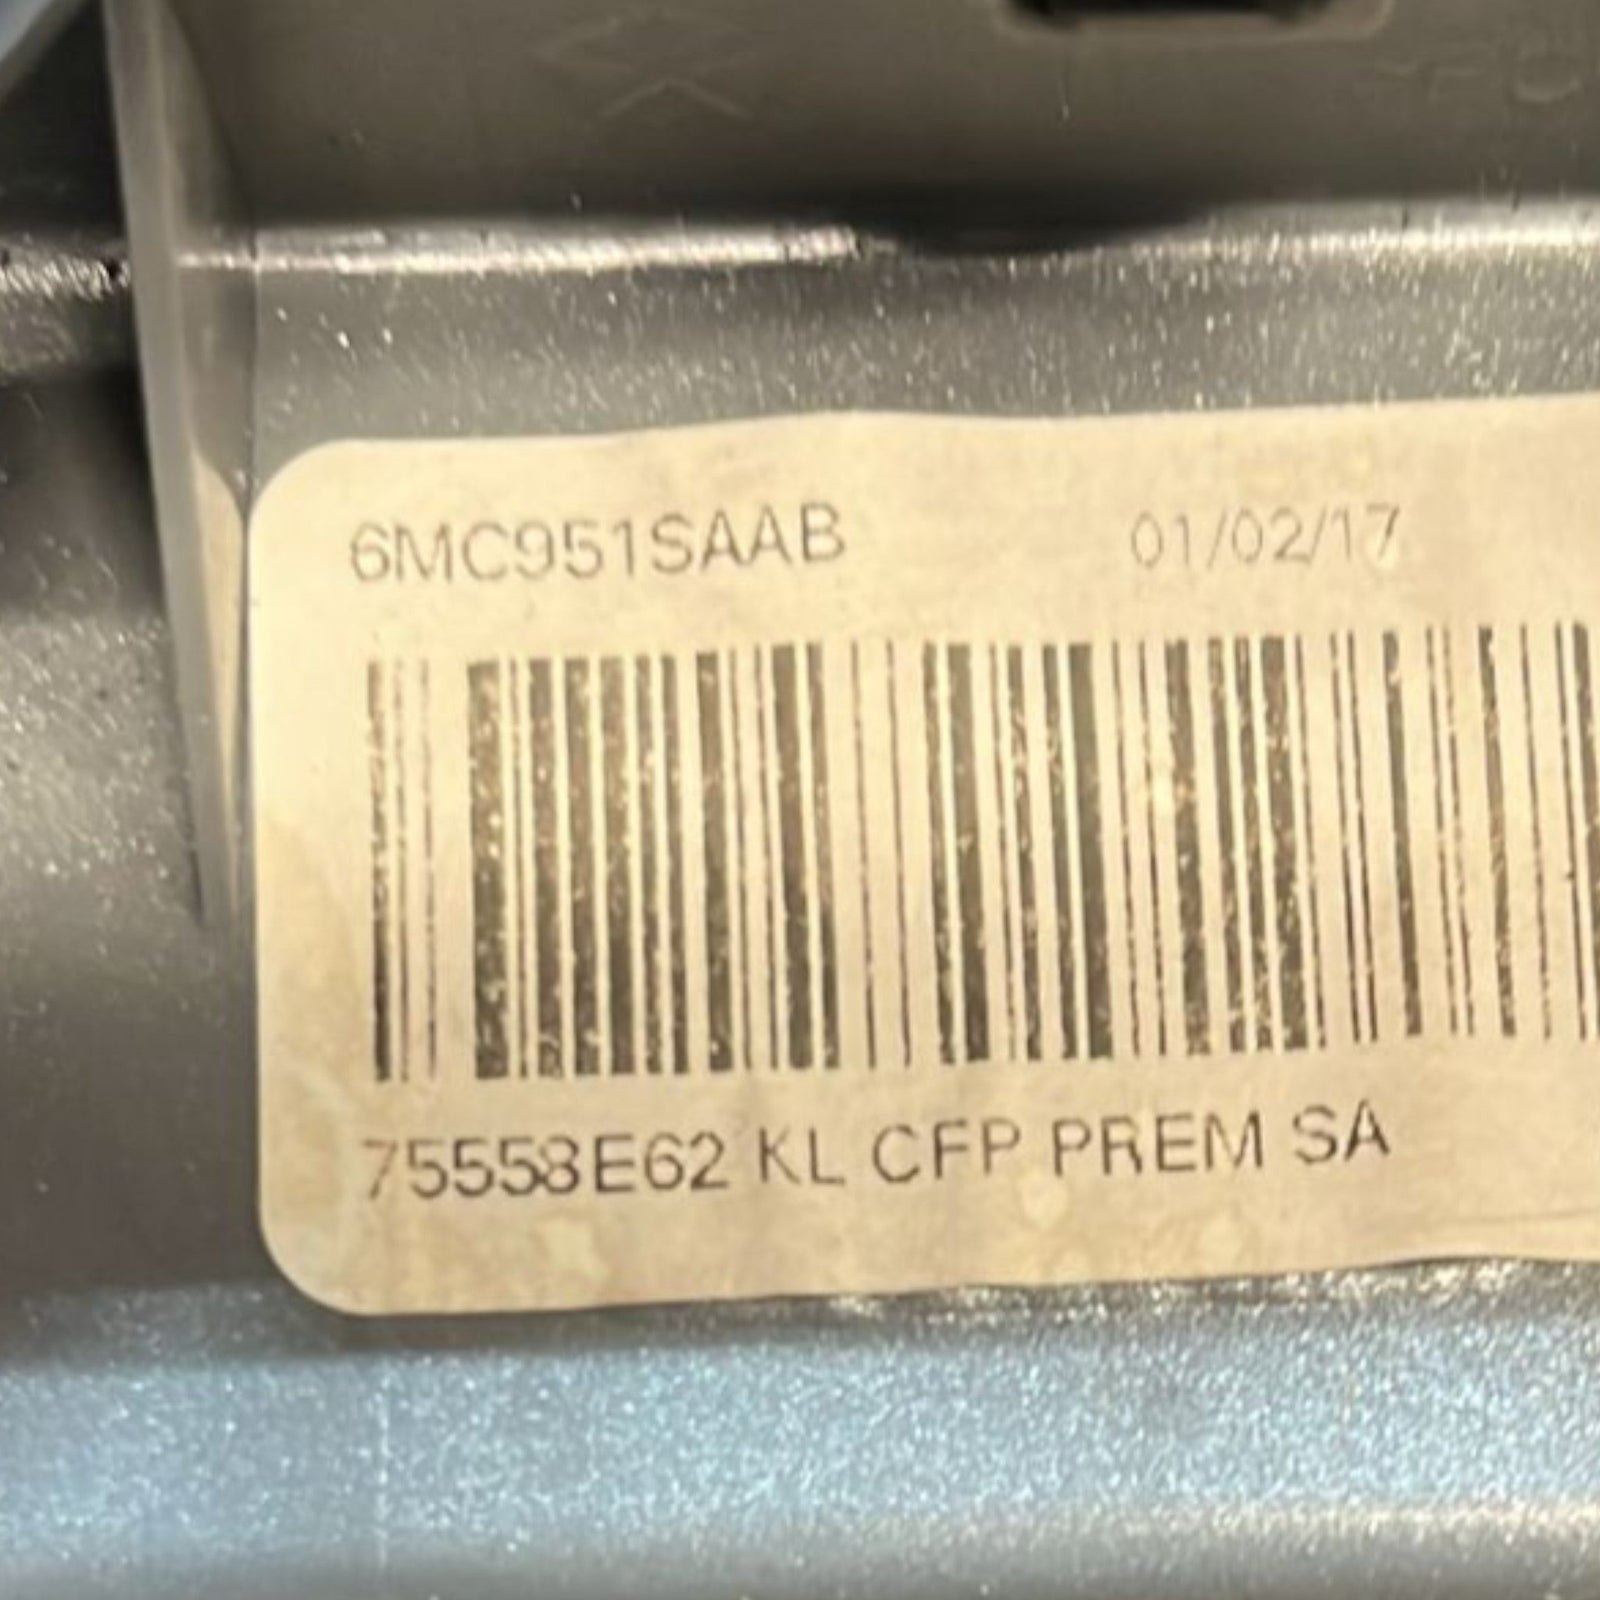 6MC951SAAB 01/02/17
75558E62 KL CFP PREM SA